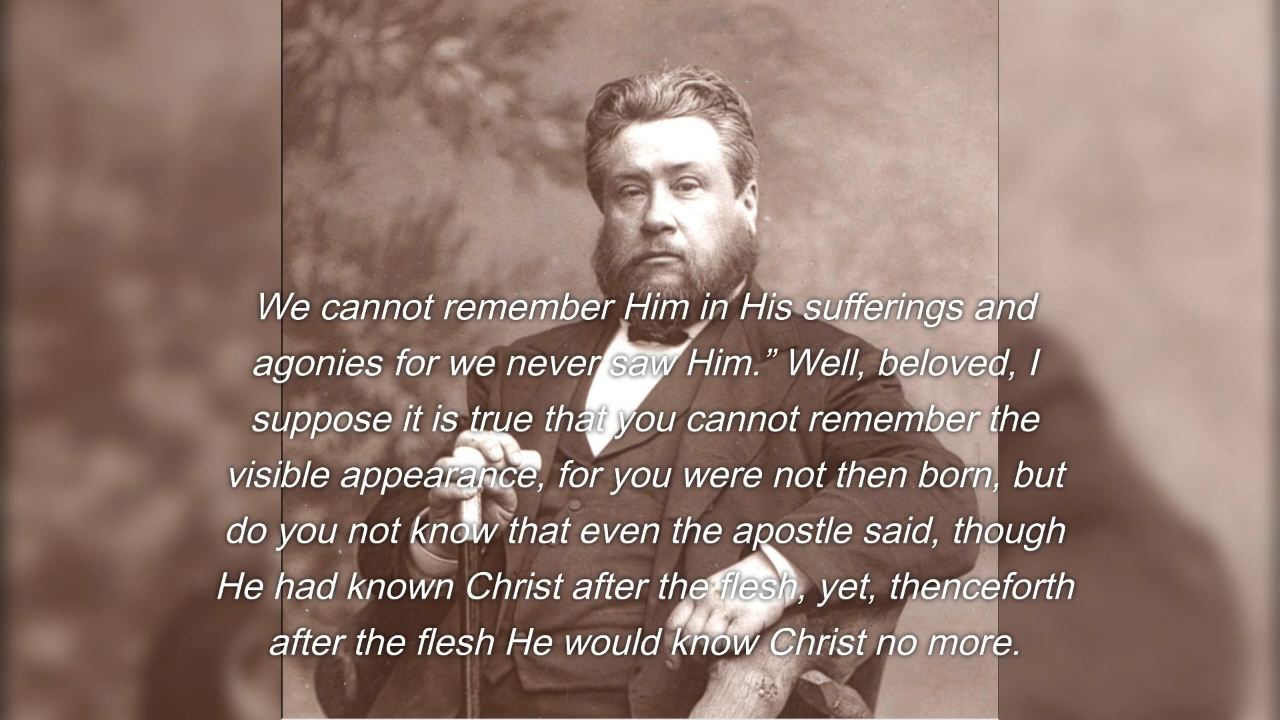 We cannot remember Him in His sufferings and
agonies for we never saw Him.” Well, beloved, I
suppose it is true that you cannot remember the
visible appearance, for you were not then born, but
do you not know that even the apostle said, though
He had known Christ after the flesh, yet, thenceforth
after the flesh He would know Christ no more.